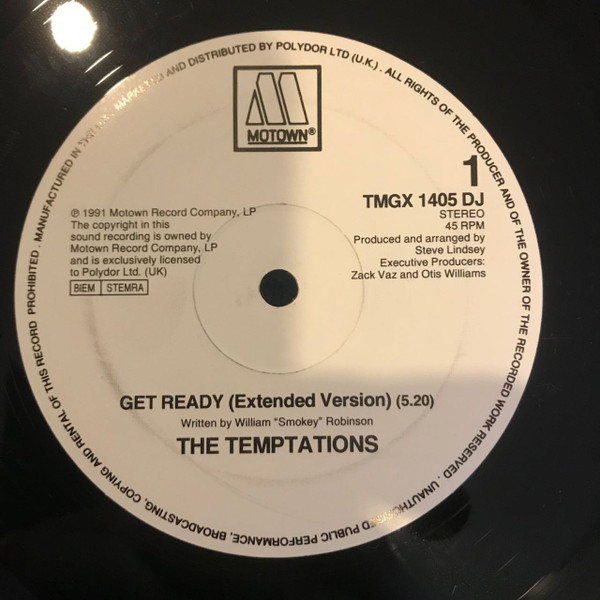 MANUFACTURED IN MARKETED AND DISTRIBUTED BY POLYDOR LTD (U.K.) . ALL RIGHTS OF THE PRODUCER AND OF THE OWNER OF THE RECORDED WORK RESERVED . UNAUTHORISED PUBLIC PERFORMANCE, BROADCASTING, COPYING AND RENTAL OF THIS RECORD PROHIBITED .
MOTOWN®
1
TMGX 1405 DJ
STEREO
45 RPM
Produced and arranged by
Steve Lindsey
Executive Producers:
Zack Vaz and Otis Williams
℗ 1991 Motown Record Company, LP
The copyright in this
sound recording is owned by
Motown Record Company, LP
and is exclusively licensed
to Polydor Ltd. (UK)
BIEM STEMRA
GET READY (Extended Version) (5.20)
Written by William "Smokey" Robinson
THE TEMPTATIONS